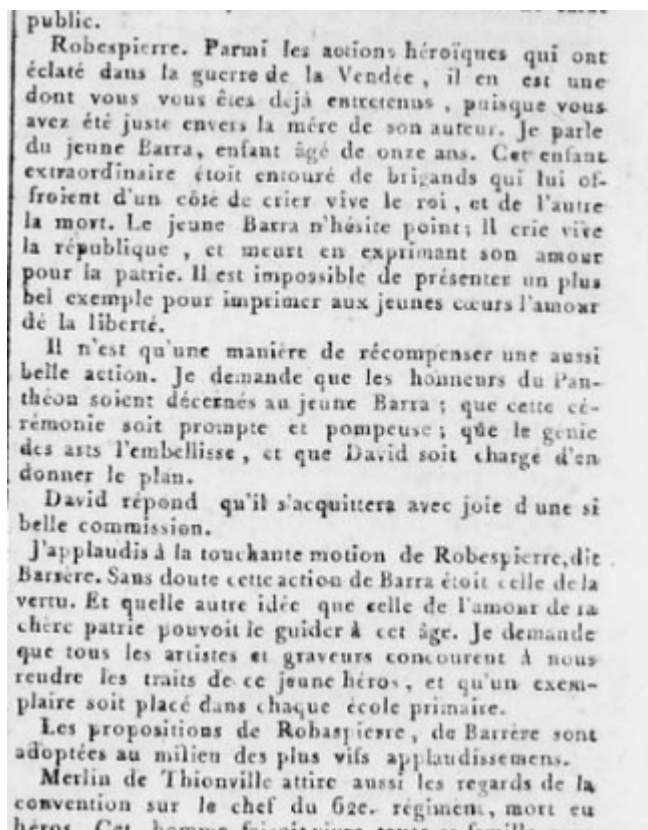 public.
Robespierre. Parmi les actions héroïques qui ont
éclaté dans la guerre de la Vendée, il en est une
dont vous vous êtes déjà entretenus, puisque vous
avez été juste envers la mére de son auteur. Je parle
du jeune Barra, enfant âgé de onze ans. Cet enfant
extraordinaire étoit entouré de brigands qui lui of-
froient d'un côté de crier vive le roi, et de l'autre
la mort. Le jeune Barra n'hésite point; il crie vive
la république, et meurt en exprimant son amour
pour la patrie. Il est impossible de présenter un plus
bel exemple pour imprimer aux jeunes cœurs l'amour
dé la liberté.
Il n'est qu'une manière de récompenser une aussi
belle action. Je demande que les honneurs du Pan-
théon soient décernés au jeune Barra; que cette cé-
rémonie soit prompte et pompeuse; que le génie
des arts l'embellisse, et que David soit chargé d'en
donner le plan.
David répond qu'il s'acquittera avec joie d'une si
belle commission.
J'applaudis à la touchante motion de Robespierre, dit
Barrère. Sans doute cette action de Barra étoit celle de la
vertu. Et quelle autre idée que celle de l'amour de sa
chère patrie pouvoit le guider à cet âge. Je demande
que tous les artistes et graveurs concourent à nous
rendre les traits de ce jeune héros, et qu'un exem-
plaire soit placé dans chaque école primaire.
Les propositions de Robaspierre, de Barrère sont
adoptées au milieu des plus vifs applaudissemens.
Merlin de Thionville attire aussi les regards de la
convention sur le chef du 62e. régiment, mort en
héros. Cet homme